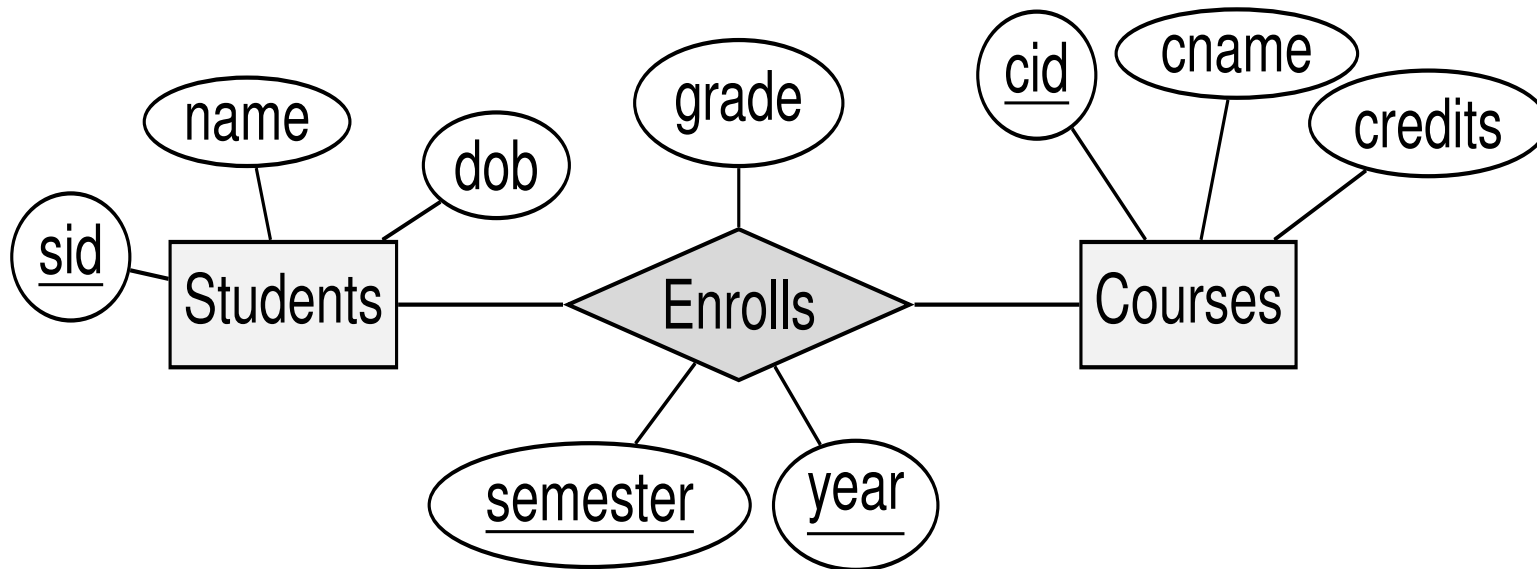 name
dob
sid
Students
grade
Enrolls
semester
year
cid
cname
credits
Courses